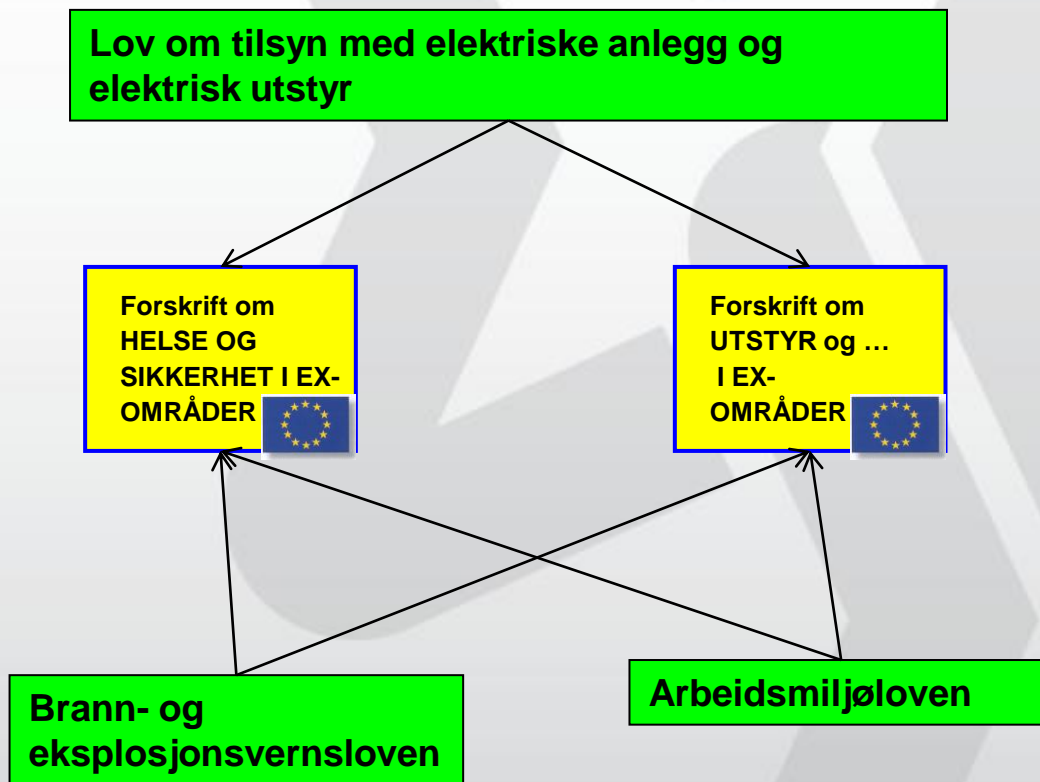 Lov om tilsyn med elektriske anlegg og
elektrisk utstyr
Forskrift om
HELSE OG
SIKKERHET I EX-
OMRÅDER
Forskrift om
UTSTYR og …
I EX-
OMRÅDER
Brann- og
eksplosjonsvernsloven
Arbeidsmiljøloven